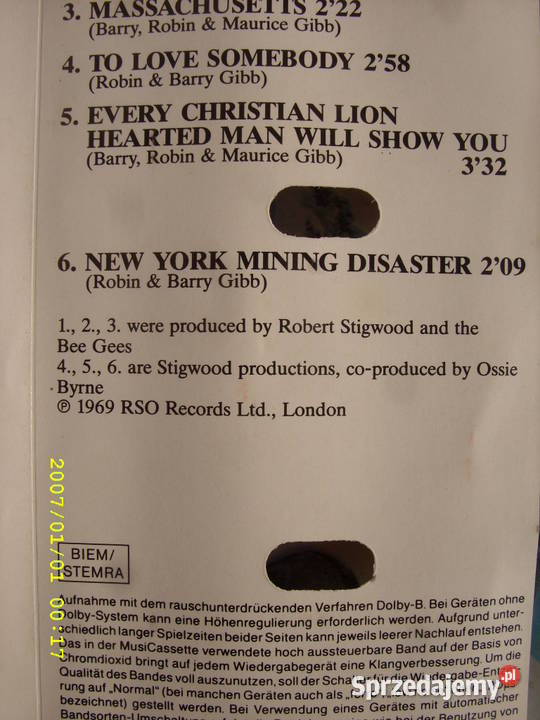 3. MASSACHUSETTS 2'22
(Barry, Robin & Maurice Gibb)
4. TO LOVE SOMEBODY 2'58
(Robin & Barry Gibb)
5. EVERY CHRISTIAN LION
HEARTED MAN WILL SHOW YOU
(Barry, Robin & Maurice Gibb) 3'32
6. NEW YORK MINING DISASTER 2'09
(Robin & Barry Gibb)
1., 2., 3. were produced by Robert Stigwood and the
Bee Gees
4., 5., 6. are Stigwood productions, co-produced by Ossie
Byrne
℗ 1969 RSO Records Ltd., London
2007/01/01 00:17
BIEM/
STEMRA
Aufnahme mit dem rauschunterdrückenden Verfahren Dolby-B. Bei Geräten ohne
Dolby-System kann eine Höhenregulierung erforderlich werden. Aufgrund unter-
schiedlich langer Spielzeiten beider Seiten kann jeweils leerer Nachlauf entstehen.
Das in der MusiCassette verwendete hoch aussteuerbare Band auf der Basis von
Chromdioxid bringt auf jedem Wiedergabegerät eine Klangverbesserung. Um die
Qualität des Bandes voll auszunutzen, soll der Schalter für die Wiedergabe-Ent
rung auf „Normal" (bei manchen Geräten auch als
bezeichnet) gestellt werden. Bei Verwendung eines Gerätes mit automatischer
Bandsorten-Umschaltung der Benutzung von
Sprzedajemy.pl